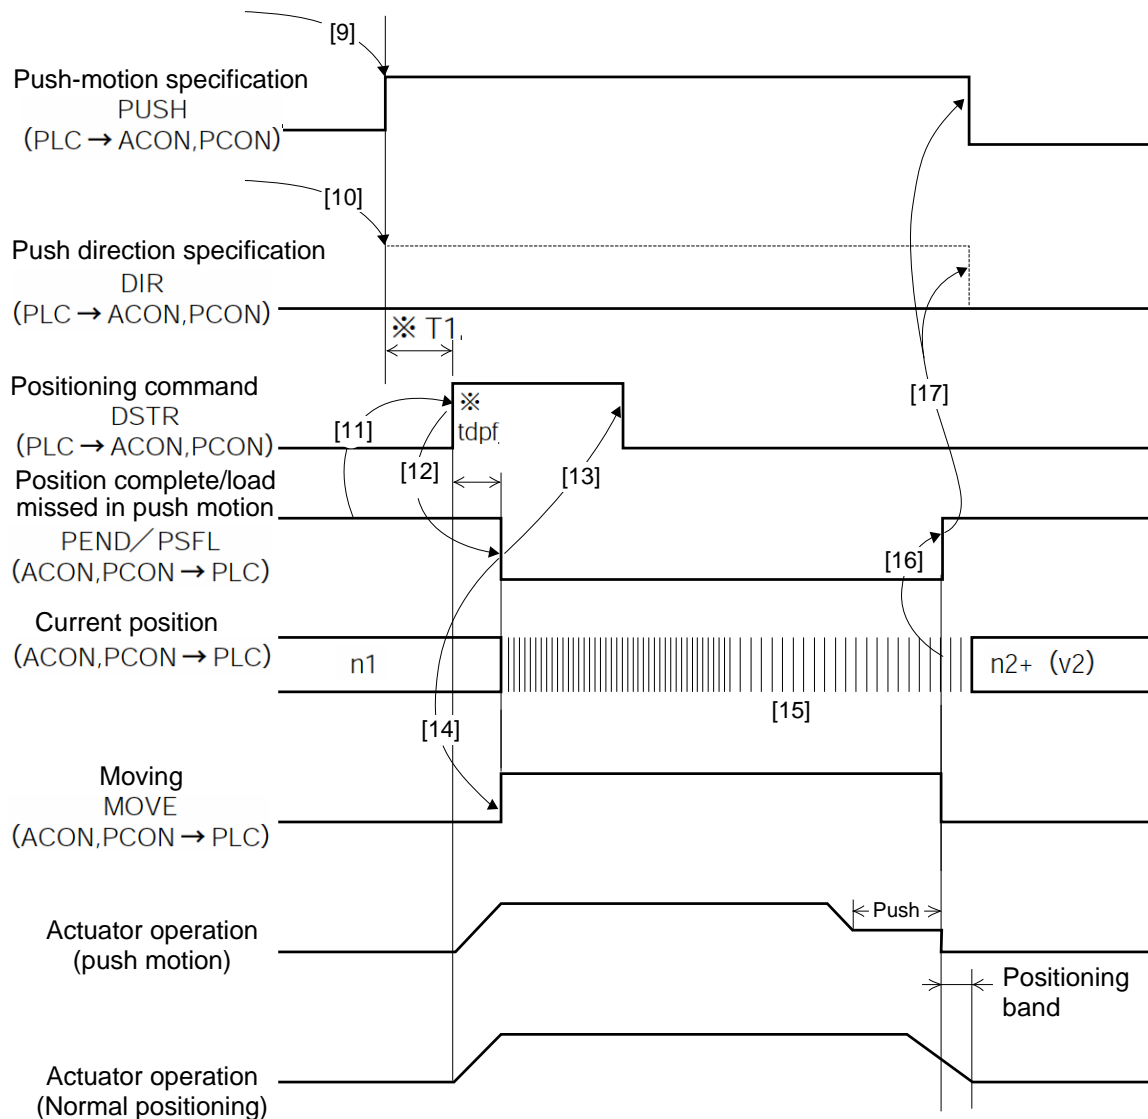 [9]
Push-motion specification
PUSH
(PLC → ACON,PCON)
[10]
Push direction specification
DIR
(PLC → ACON,PCON)
※ T1
Positioning command
DSTR
(PLC → ACON,PCON)
[11]
※
tdpf
[12]
[13]
[17]
Position complete/load
missed in push motion
PEND／PSFL
(ACON,PCON → PLC)
[16]
Current position
(ACON,PCON → PLC)
n1
n2+ (v2)
[15]
[14]
Moving
MOVE
(ACON,PCON → PLC)
Push
Actuator operation
(push motion)
Positioning
band
Actuator operation
(Normal positioning)